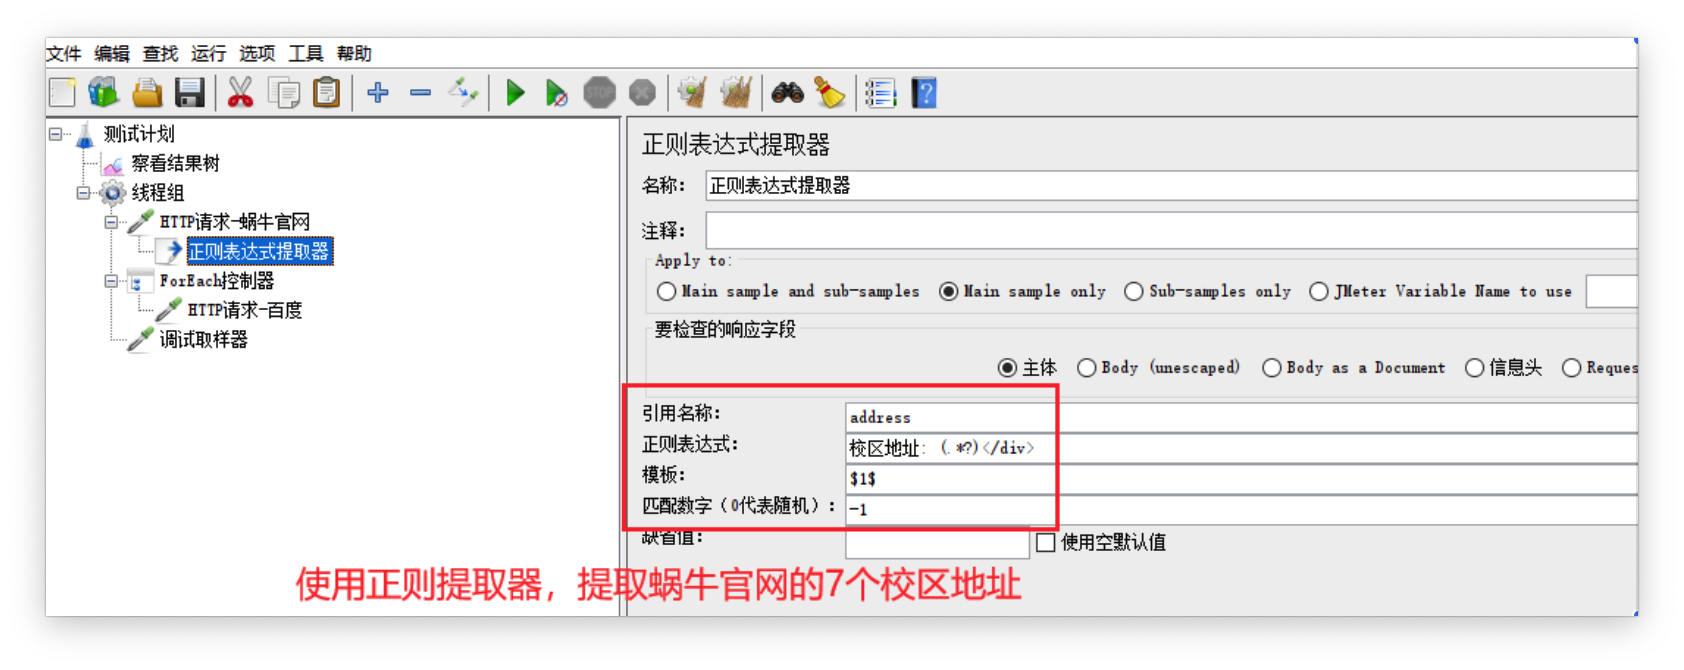 文件 编辑 查找 运行 选项 工具 帮助
STOP
测试计划
察看结果树
线程组
HTTP请求-蜗牛官网
正则表达式提取器
ForEach控制器
HTTP请求-百度
调试取样器
正则表达式提取器
名称: 正则表达式提取器
注释:
Apply to:
Main sample and sub-samples Main sample only Sub-samples only JMeter Variable Name to use
要检查的响应字段
主体 Body (unescaped) Body as a Document 信息头 Reques
引用名称: address
正则表达式: 校区地址: (.*?)</div>
模板: $1$
匹配数字（0代表随机）: -1
缺省值: 使用空默认值
使用正则提取器，提取蜗牛官网的7个校区地址